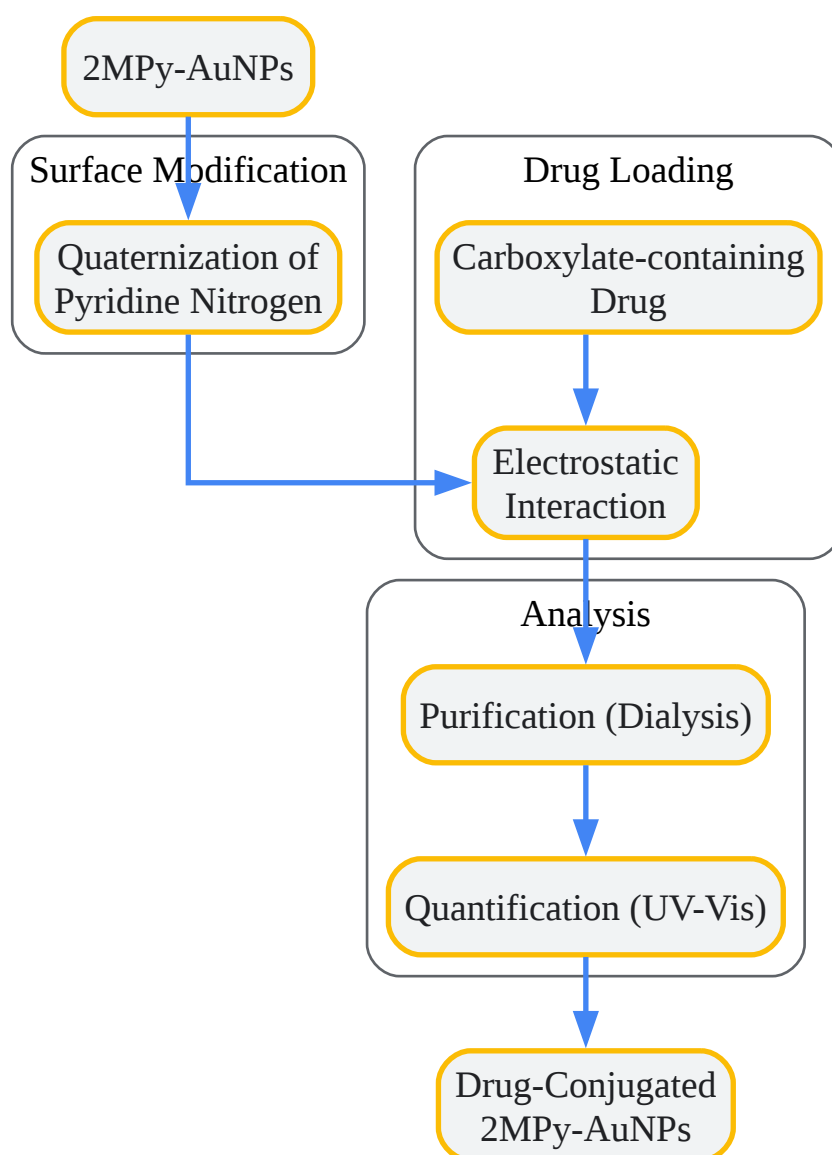 2MPy-AuNPs
Surface Modification
Quaternization of
Pyridine Nitrogen
Drug Loading
Carboxylate-containing
Drug
Electrostatic
Interaction
Analysis
Purification (Dialysis)
Quantification (UV-Vis)
Drug-Conjugated
2MPy-AuNPs